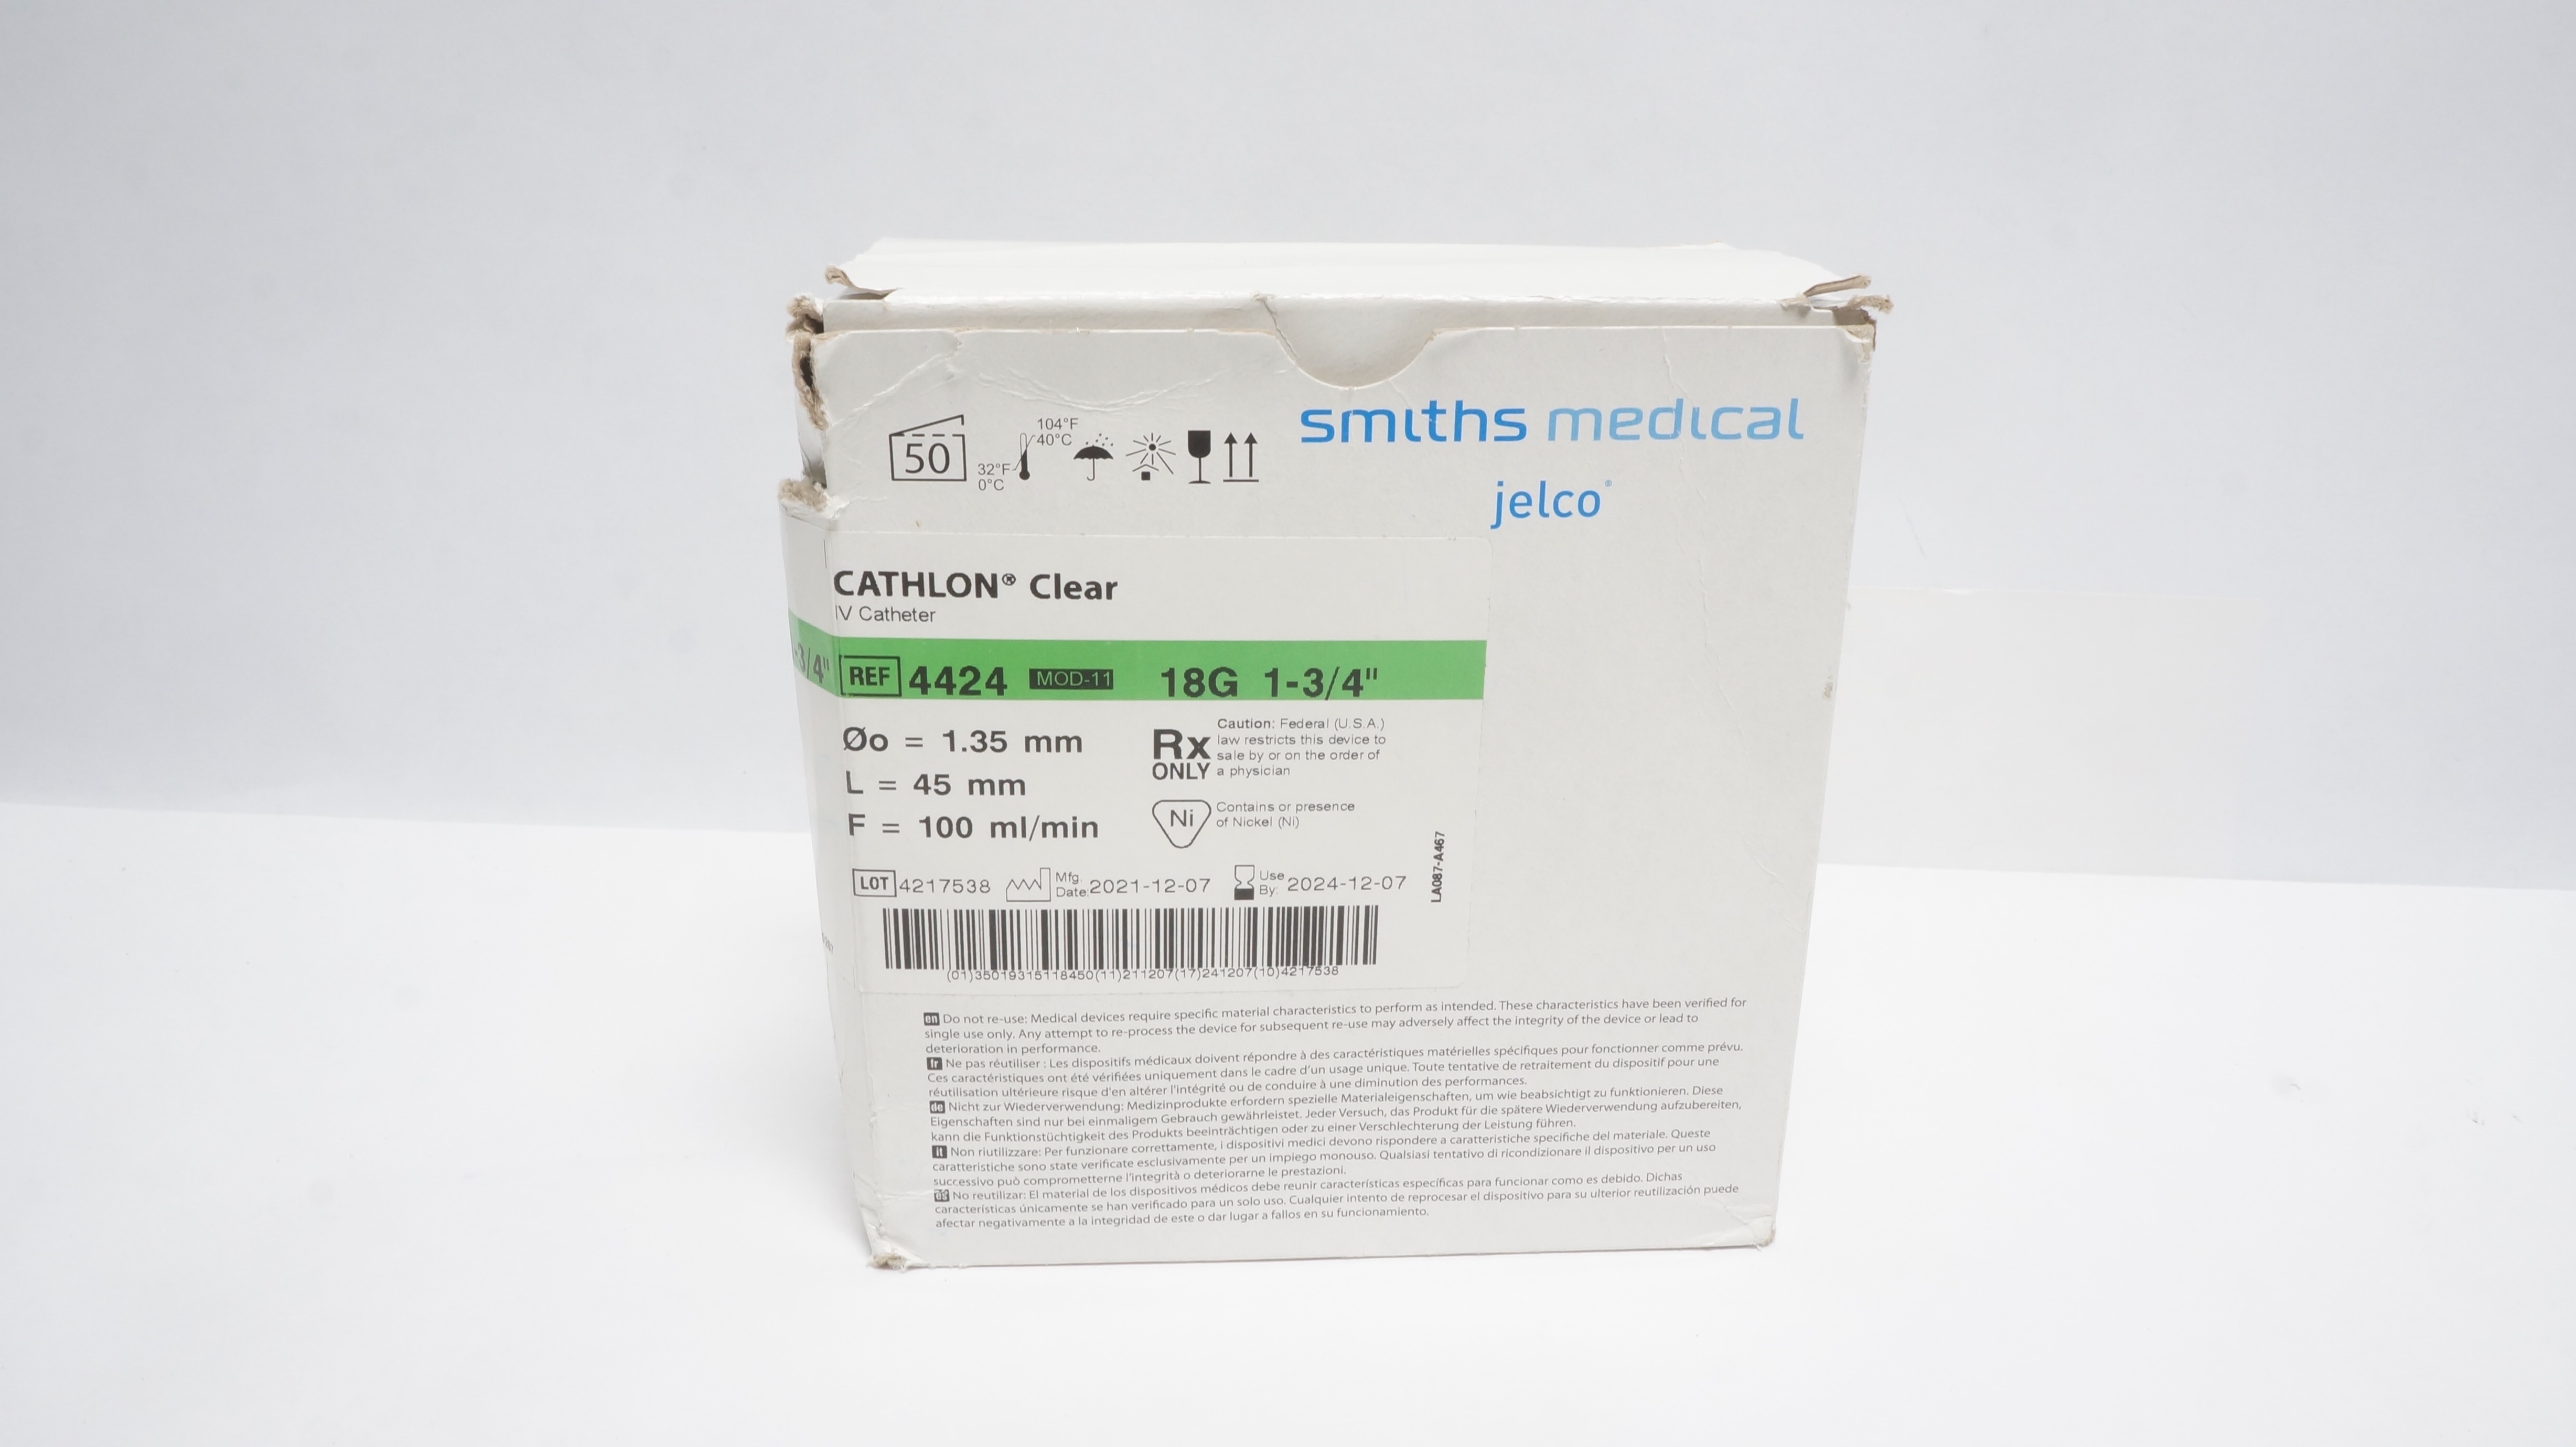 50
32°F
0°C
104°F
40°C
smiths medical
jelco®
CATHLON® Clear
IV Catheter
-3/4"
REF 4424 MOD-11 18G 1-3/4"
Øo = 1.35 mm
L = 45 mm
F = 100 ml/min
Rx
ONLY
Caution: Federal (U.S.A.)
law restricts this device to
sale by or on the order of
a physician
Ni
Contains or presence
of Nickel (Ni)
LA087-A467
LOT 4217538
Mfg.
Date: 2021-12-07
Use
By: 2024-12-07
(01)35019315118450(11)211207(17)241207(10)4217538
en Do not re-use: Medical devices require specific material characteristics to perform as intended. These characteristics have been verified for
single use only. Any attempt to re-process the device for subsequent re-use may adversely affect the integrity of the device or lead to
deterioration in performance.
fr Ne pas réutiliser : Les dispositifs médicaux doivent répondre à des caractéristiques matérielles spécifiques pour fonctionner comme prévu.
Ces caractéristiques ont été vérifiées uniquement dans le cadre d'un usage unique. Toute tentative de retraitement du dispositif pour une
réutilisation ultérieure risque d'en altérer l'intégrité ou de conduire à une diminution des performances.
de Nicht zur Wiederverwendung: Medizinprodukte erfordern spezielle Materialeigenschaften, um wie beabsichtigt zu funktionieren. Diese
Eigenschaften sind nur bei einmaligem Gebrauch gewährleistet. Jeder Versuch, das Produkt für die spätere Wiederverwendung aufzubereiten,
kann die Funktionstüchtigkeit des Produkts beeinträchtigen oder zu einer Verschlechterung der Leistung führen.
it Non riutilizzare: Per funzionare correttamente, i dispositivi medici devono rispondere a caratteristiche specifiche del materiale. Queste
caratteristiche sono state verificate esclusivamente per un impiego monouso. Qualsiasi tentativo di ricondizionare il dispositivo per un uso
successivo può comprometterne l'integrità o deteriorarne le prestazioni.
es No reutilizar: El material de los dispositivos médicos debe reunir características específicas para funcionar como es debido. Dichas
características únicamente se han verificado para un solo uso. Cualquier intento de reprocesar el dispositivo para su ulterior reutilización puede
afectar negativamente a la integridad de este o dar lugar a fallos en su funcionamiento.